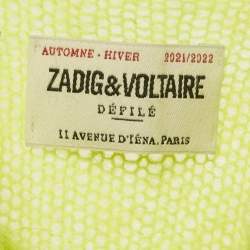 AUTOMNE - HIVER 2021/2022
ZADIG&VOLTAIRE
DÉFILÉ
11 AVENUE D'IÉNA, PARIS